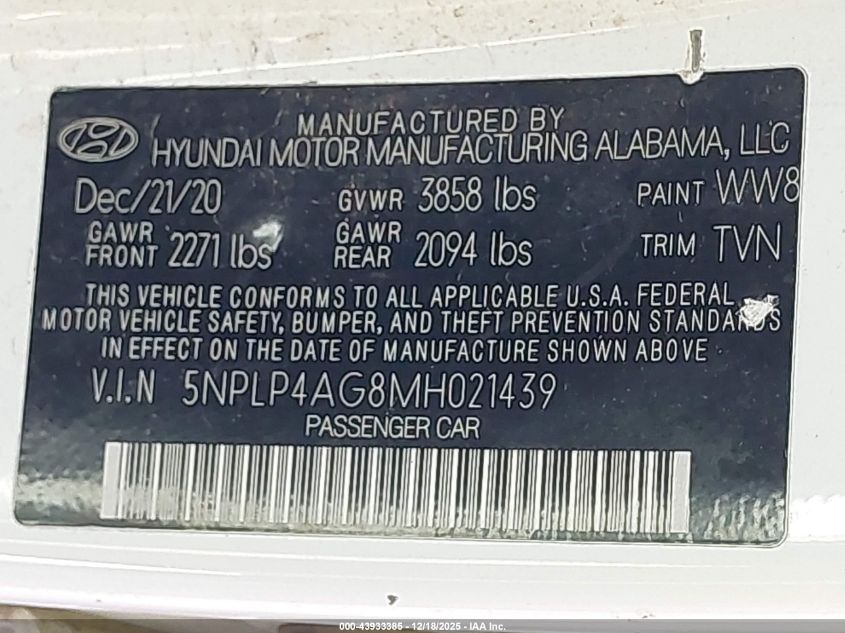 MANUFACTURED BY
HYUNDAI MOTOR MANUFACTURING ALABAMA, LLC
Dec/21/20 GVWR 3858 lbs PAINT WW8
GAWR FRONT 2271 lbs GAWR REAR 2094 lbs TRIM TVN
THIS VEHICLE CONFORMS TO ALL APPLICABLE U.S.A. FEDERAL
MOTOR VEHICLE SAFETY, BUMPER, AND THEFT PREVENTION STANDARDS
IN EFFECT ON THE DATE OF MANUFACTURE SHOWN ABOVE
V.I.N 5NPLP4AG8MH021439
PASSENGER CAR
000-43933385 - 12/18/2025 - IAA Inc.